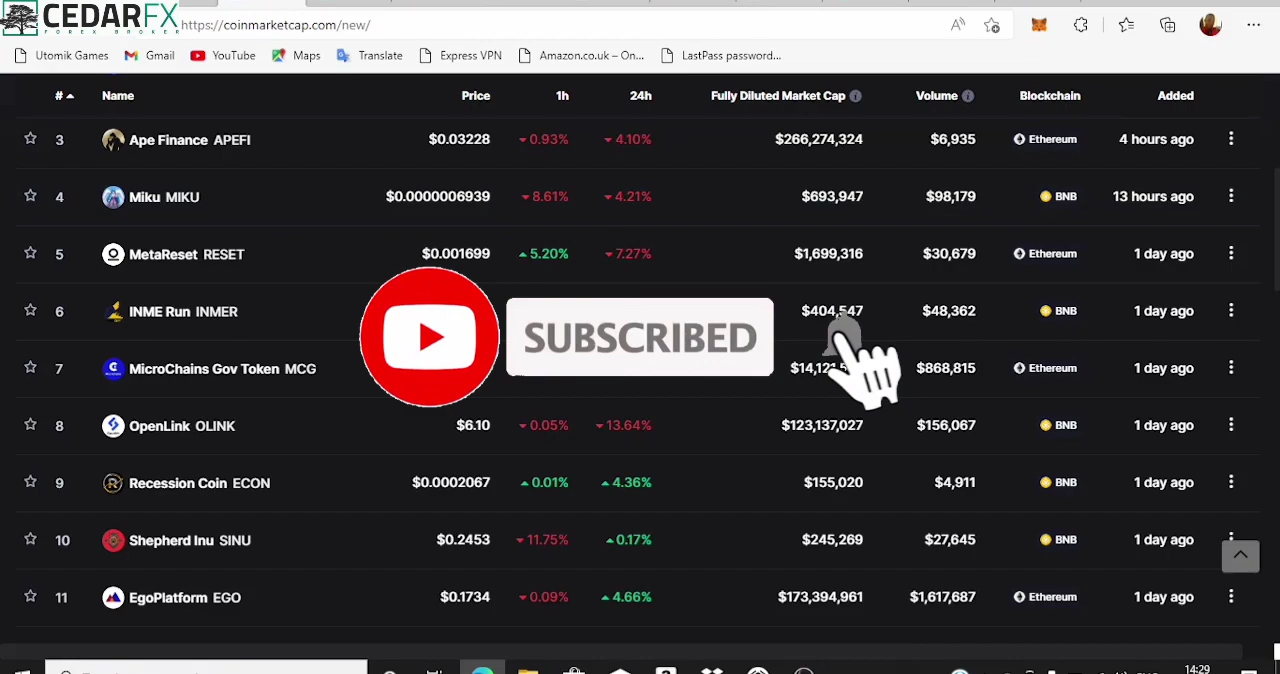 CEDARFX
FOREX BROKER
https://coinmarketcap.com/new/
Utomik Games Gmail YouTube Maps Translate Express VPN Amazon.co.uk – On... LastPass password...
# Name Price 1h 24h Fully Diluted Market Cap Volume Blockchain Added
3 Ape Finance APEFI $0.03228 0.93% 4.10% $266,274,324 $6,935 Ethereum 4 hours ago
4 Miku MIKU $0.0000006939 8.61% 4.21% $693,947 $98,179 BNB 13 hours ago
5 MetaReset RESET $0.001699 5.20% 7.27% $1,699,316 $30,679 Ethereum 1 day ago
6 INME Run INMER $404,547 $48,362 BNB 1 day ago
SUBSCRIBED
7 MicroChains Gov Token MCG $868,815 Ethereum 1 day ago
8 OpenLink OLINK $6.10 0.05% 13.64% $123,137,027 $156,067 BNB 1 day ago
9 Recession Coin ECON $0.0002067 0.01% 4.36% $155,020 $4,911 BNB 1 day ago
10 Shepherd Inu SINU $0.2453 11.75% 0.17% $245,269 $27,645 BNB 1 day ago
11 EgoPlatform EGO $0.1734 0.09% 4.66% $173,394,961 $1,617,687 Ethereum 1 day ago
14:29